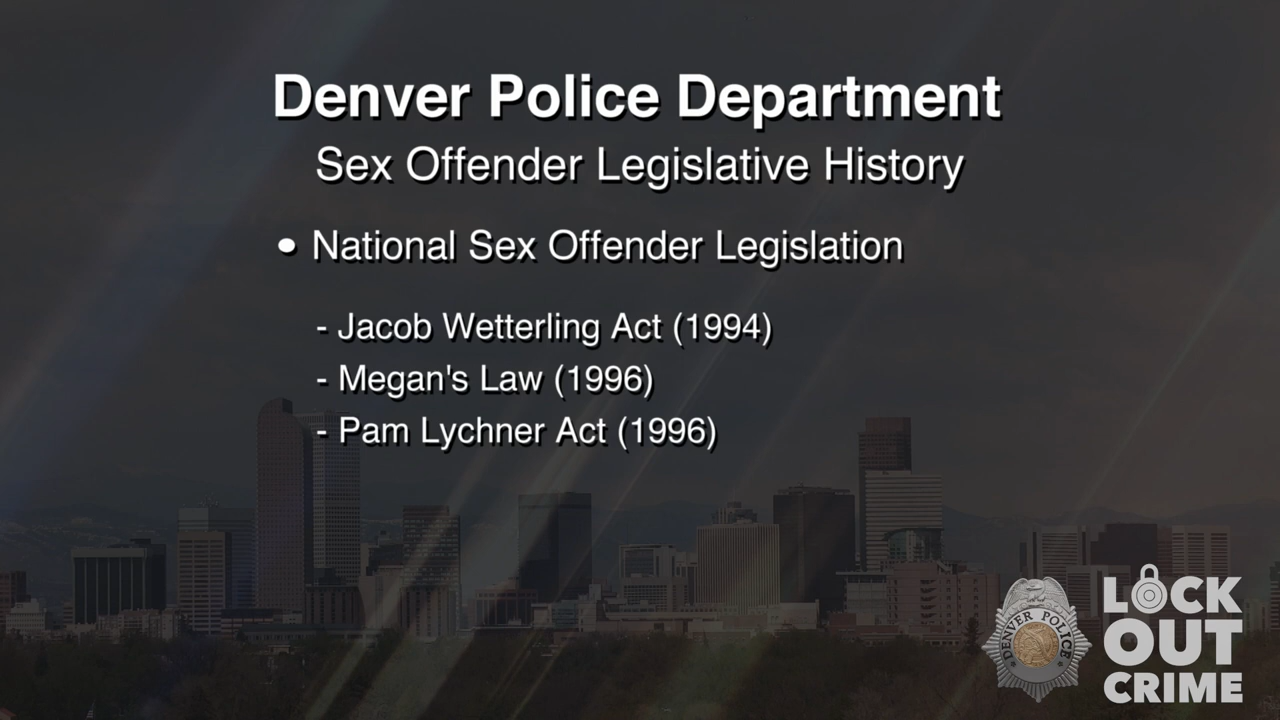 Denver Police Department
Sex Offender Legislative History
• National Sex Offender Legislation
- Jacob Wetterling Act (1994)
- Megan's Law (1996)
- Pam Lychner Act (1996)
DENVER POLICE
LOCK
OUT
CRIME